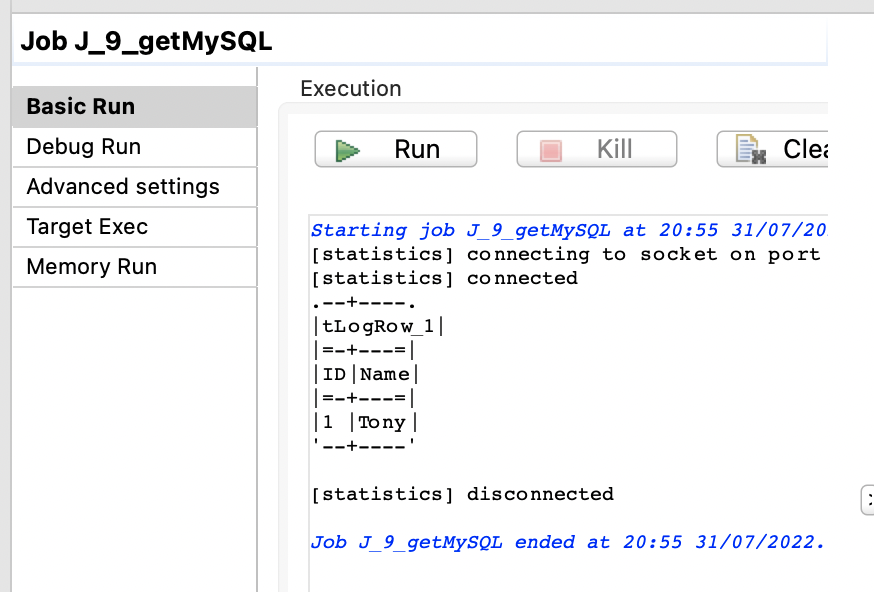 Job J_9_getMySQL
Basic Run
Debug Run
Advanced settings
Target Exec
Memory Run
Execution
Run
Kill
Starting job J_9_getMySQL at 20:55 31/07/20
[statistics] connecting to socket on port
[statistics] connected
.--+----.
|tLogRow_1|
|=-+---=|
|ID|Name|
|=-+---=|
|1 |Tony|
'--+----'
[statistics] disconnected
Job J_9_getMySQL ended at 20:55 31/07/2022.